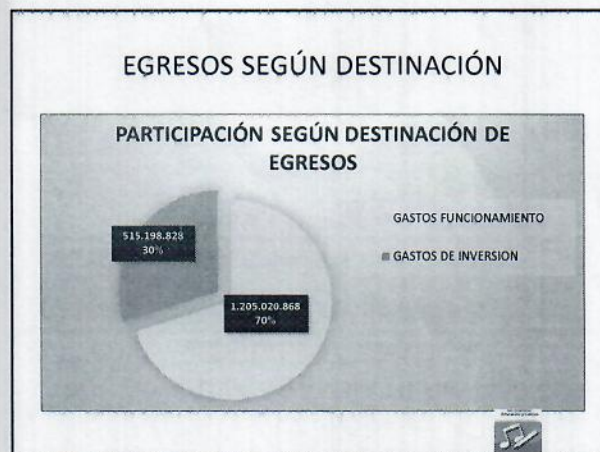 EGRESOS SEGÚN DESTINACIÓN
PARTICIPACIÓN SEGÚN DESTINACIÓN DE
EGRESOS
515.198.828
30%
1.205.020.868
70%
GASTOS FUNCIONAMIENTO
GASTOS DE INVERSION